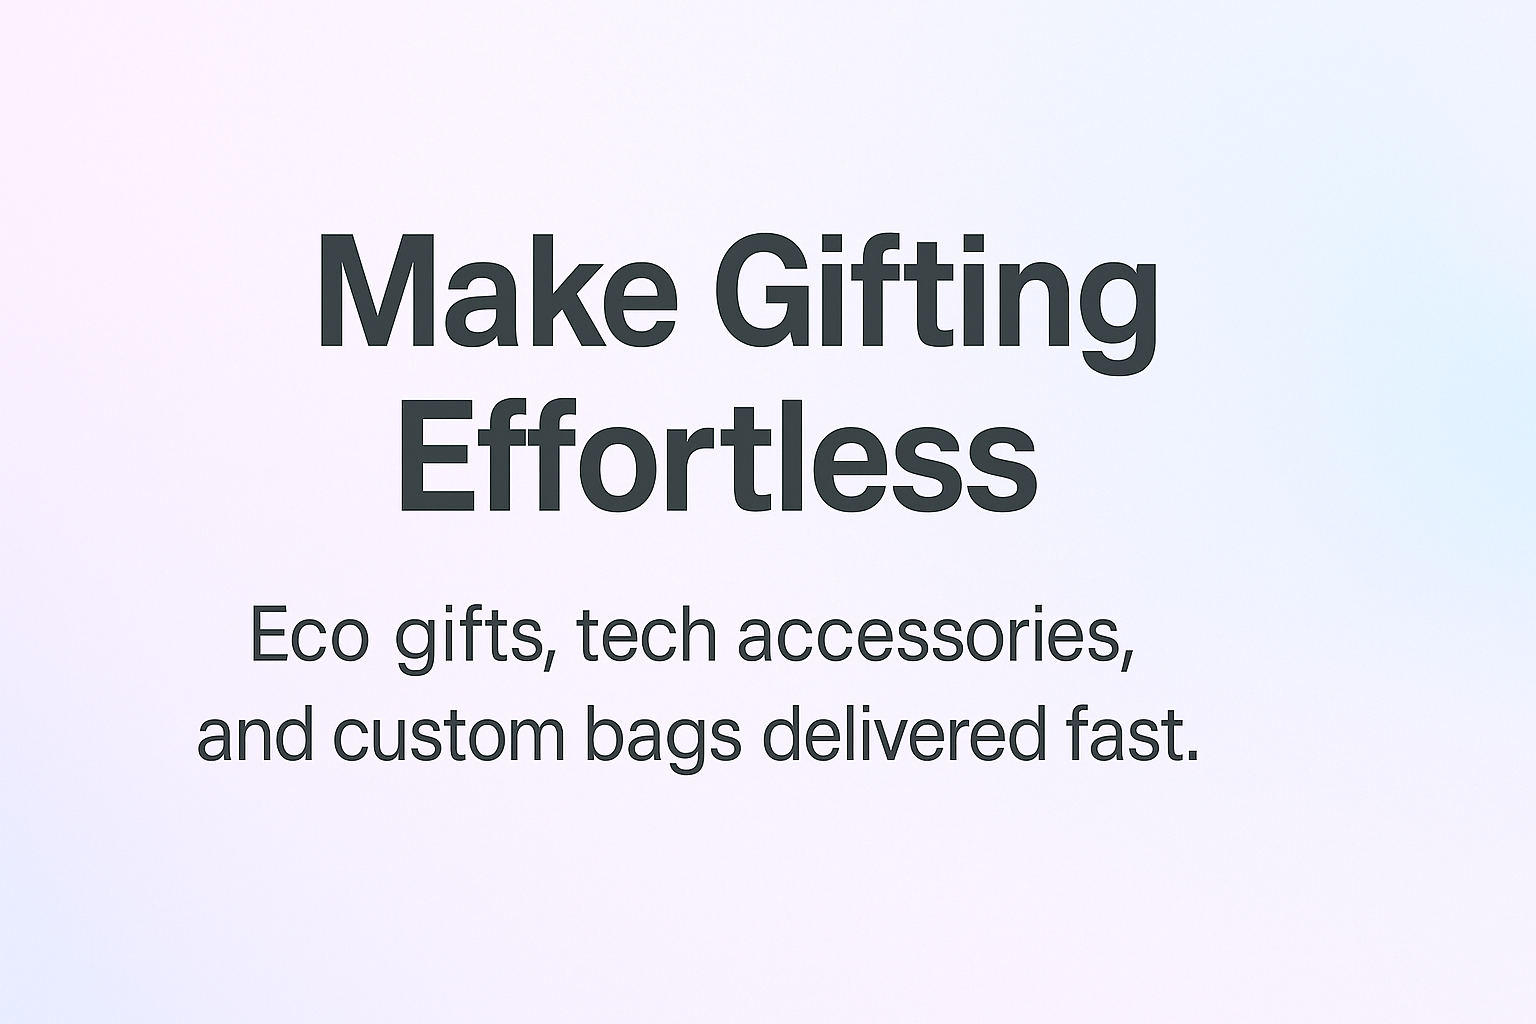 Make Gifting
Effortless
Eco gifts, tech accessories,
and custom bags delivered fast.